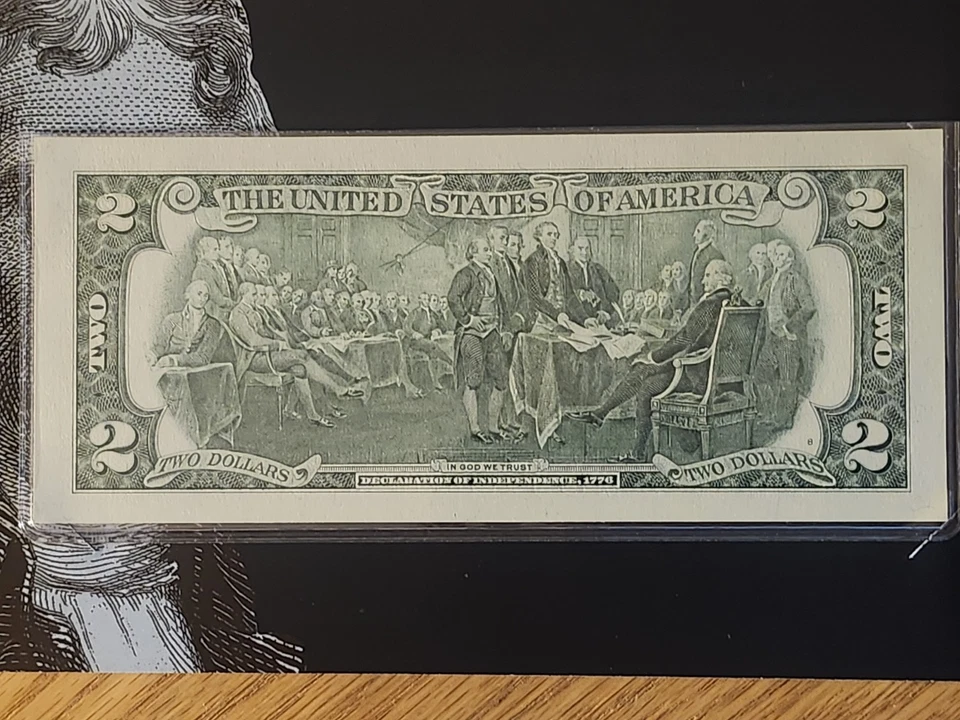 THE UNITED STATES OF AMERICA
2
2
TWO
TWO
2
2
TWO DOLLARS
IN GOD WE TRUST
TWO DOLLARS
DECLARATION OF INDEPENDENCE, 1776
8